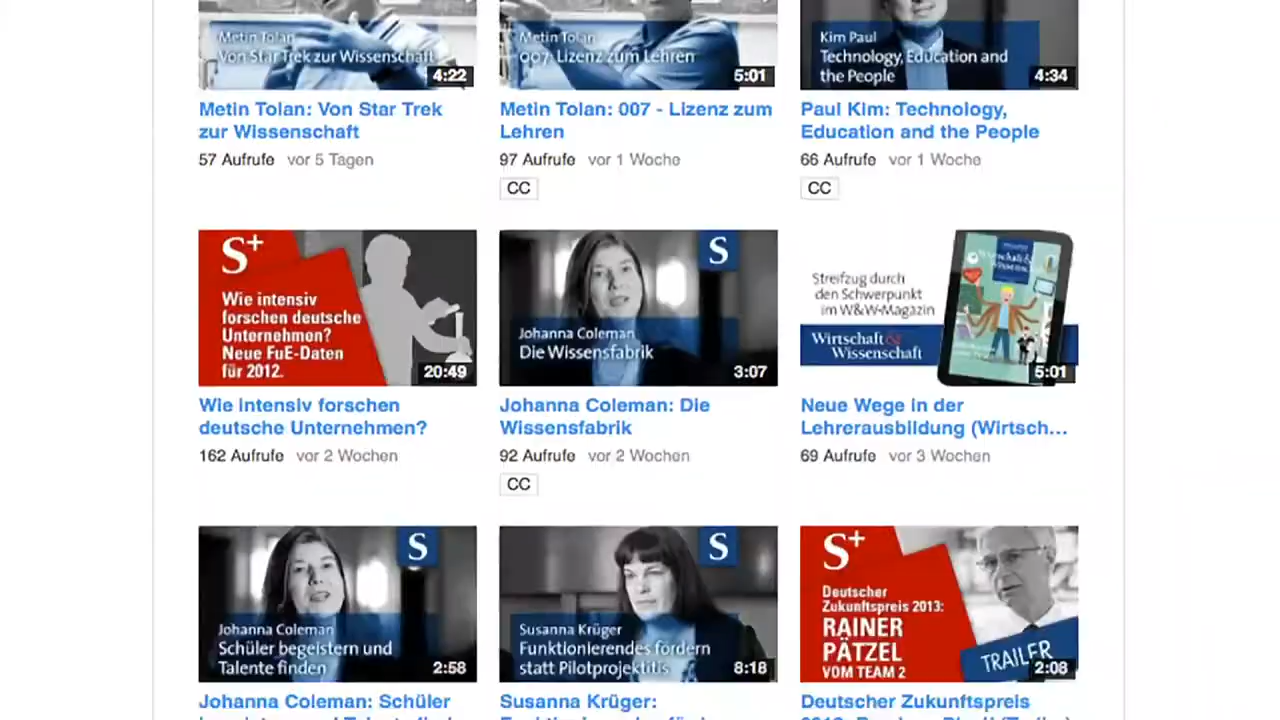 Metin Tolan
Von Star Trek zur Wissenschaft
4:22
Metin Tolan: Von Star Trek
zur Wissenschaft
57 Aufrufe vor 5 Tagen
Metin Tolan
007: Lizenz zum Lehren
5:01
Metin Tolan: 007 - Lizenz zum
Lehren
97 Aufrufe vor 1 Woche
CC
Kim Paul
Technology, Education and
the People
4:34
Paul Kim: Technology,
Education and the People
66 Aufrufe vor 1 Woche
CC
S+
Wie intensiv
forschen deutsche
Unternehmen?
Neue FuE-Daten
für 2012.
20:49
Wie intensiv forschen
deutsche Unternehmen?
162 Aufrufe vor 2 Wochen
S
Johanna Coleman
Die Wissensfabrik
3:07
Johanna Coleman: Die
Wissensfabrik
92 Aufrufe vor 2 Wochen
CC
Streifzug durch
den Schwerpunkt
im W&W-Magazin
Wirtschaft &
Wissenschaft
5:01
Neue Wege in der
Lehrerausbildung (Wirtsch...
69 Aufrufe vor 3 Wochen
S
Johanna Coleman
Schüler begeistern und
Talente finden
2:58
Johanna Coleman: Schüler
S
Susanna Krüger
Funktionierendes fördern
statt Pilotprojektitis
8:18
Susanna Krüger:
S+
Deutscher
Zukunftspreis 2013:
RAINER
PÄTZEL
VOM TEAM 2
TRAILER
2:08
Deutscher Zukunftspreis